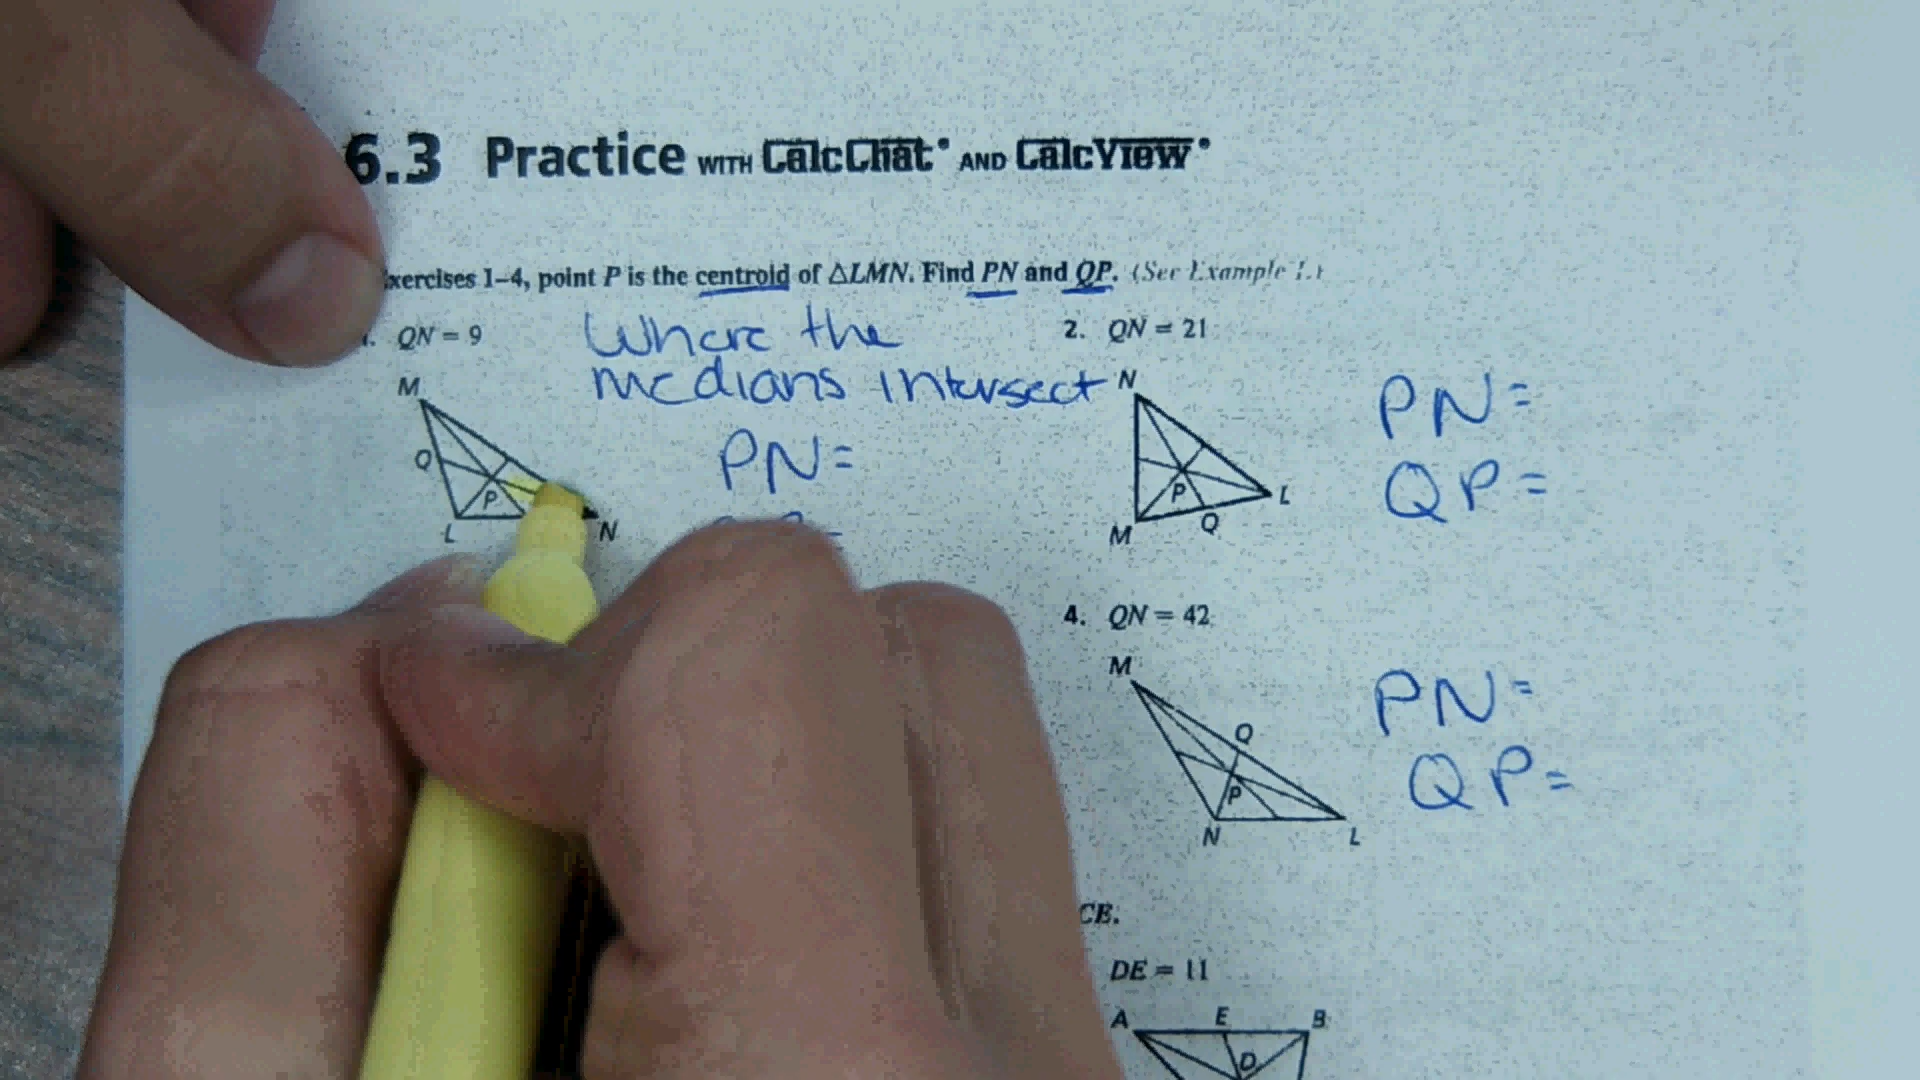 6.3 Practice WITH CalcChat® AND CalcView®
xercises 1–4, point P is the centroid of △LMN. Find PN and QP. (See Example 1.)
1. QN = 9
Where the
medians intersect
M
Q
P
L
N
PN=
2. QN = 21
N
P
L
M
Q
PN=
QP=
4. QN = 42
M
Q
P
N
L
PN=
QP=
CE.
DE = 11
A E B
D